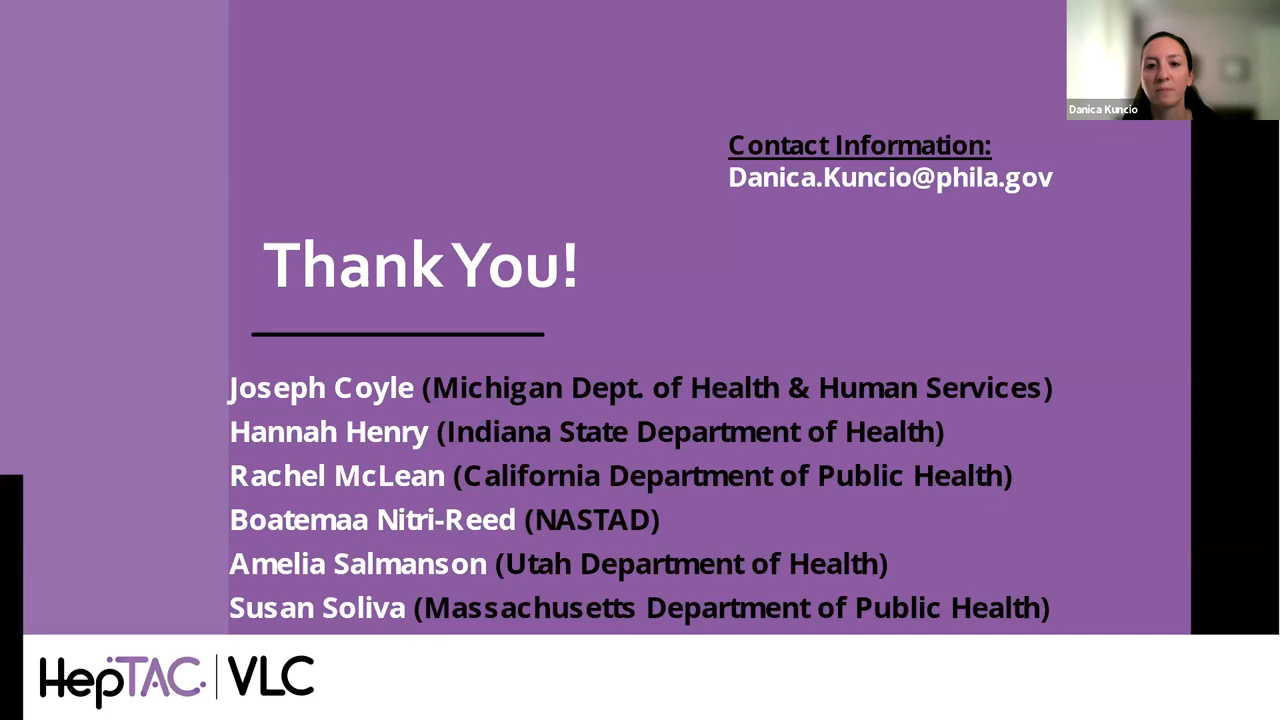 Danica Kuncio
Contact Information:
Danica.Kuncio@phila.gov
Thank You!
Joseph Coyle (Michigan Dept. of Health & Human Services)
Hannah Henry (Indiana State Department of Health)
Rachel McLean (California Department of Public Health)
Boatemaa Nitri-Reed (NASTAD)
Amelia Salmanson (Utah Department of Health)
Susan Soliva (Massachusetts Department of Public Health)
HepTAC | VLC